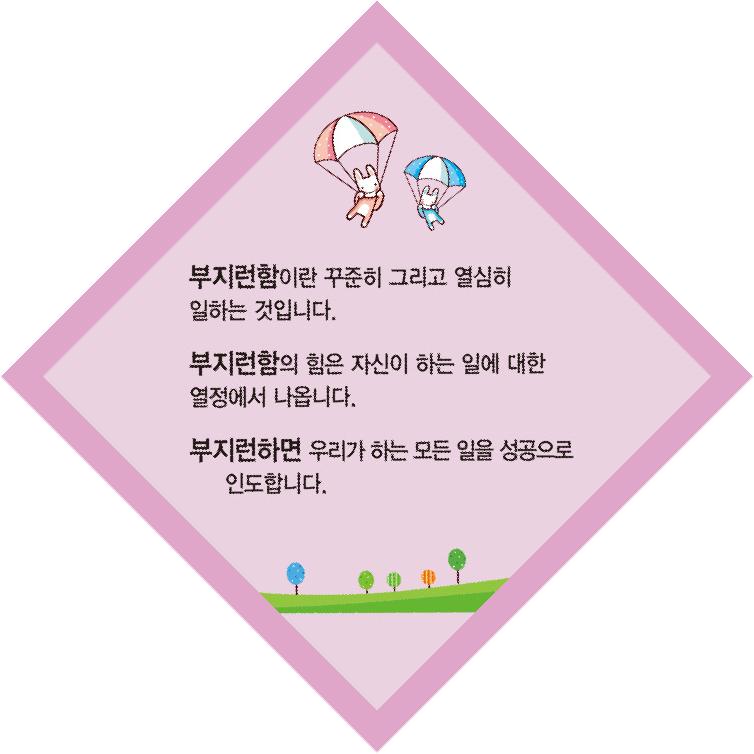 부지런함이란 꾸준히 그리고 열심히
일하는 것입니다.
부지런함의 힘은 자신이 하는 일에 대한
열정에서 나옵니다.
부지런하면 우리가 하는 모든 일을 성공으로
인도합니다.